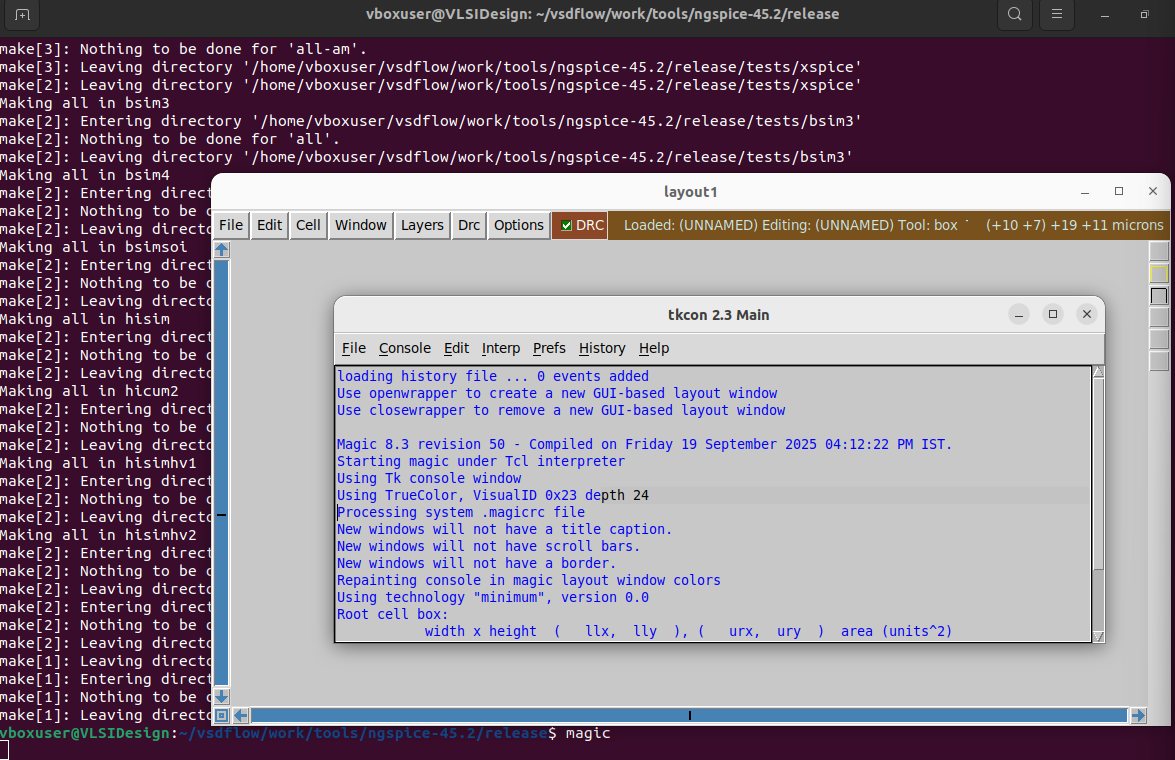 vboxuser@VLSIDesign: ~/vsdflow/work/tools/ngspice-45.2/release
make[3]: Nothing to be done for 'all-am'.
make[3]: Leaving directory '/home/vboxuser/vsdflow/work/tools/ngspice-45.2/release/tests/xspice'
make[2]: Leaving directory '/home/vboxuser/vsdflow/work/tools/ngspice-45.2/release/tests/xspice'
Making all in bsim3
make[2]: Entering directory '/home/vboxuser/vsdflow/work/tools/ngspice-45.2/release/tests/bsim3'
make[2]: Nothing to be done for 'all'.
make[2]: Leaving directory '/home/vboxuser/vsdflow/work/tools/ngspice-45.2/release/tests/bsim3'
Making all in bsim4
make[2]: Entering direct
make[2]: Nothing to be d
make[2]: Leaving directo
Making all in bsimsoi
make[2]: Entering direct
make[2]: Nothing to be d
make[2]: Leaving directo
Making all in hisim
make[2]: Entering direct
make[2]: Nothing to be d
make[2]: Leaving directo
Making all in hicum2
make[2]: Entering direct
make[2]: Nothing to be d
make[2]: Leaving directo
Making all in hisimhv1
make[2]: Entering direct
make[2]: Nothing to be d
make[2]: Leaving directo
Making all in hisimhv2
make[2]: Entering direct
make[2]: Nothing to be d
make[2]: Leaving directo
make[2]: Entering direct
make[2]: Nothing to be d
make[2]: Leaving directo
make[1]: Leaving directo
make[1]: Entering direct
make[1]: Nothing to be d
make[1]: Leaving directo
vboxuser@VLSIDesign:~/vsdflow/work/tools/ngspice-45.2/release$ magic
layout1
File Edit Cell Window Layers Drc Options DRC Loaded: (UNNAMED) Editing: (UNNAMED) Tool: box ` (+10 +7) +19 +11 microns
tkcon 2.3 Main
File Console Edit Interp Prefs History Help
loading history file ... 0 events added
Use openwrapper to create a new GUI-based layout window
Use closewrapper to remove a new GUI-based layout window
Magic 8.3 revision 50 - Compiled on Friday 19 September 2025 04:12:22 PM IST.
Starting magic under Tcl interpreter
Using Tk console window
Using TrueColor, VisualID 0x23 depth 24
Processing system .magicrc file
New windows will not have a title caption.
New windows will not have scroll bars.
New windows will not have a border.
Repainting console in magic layout window colors
Using technology "minimum", version 0.0
Root cell box:
width x height ( llx, lly ), ( urx, ury ) area (units^2)